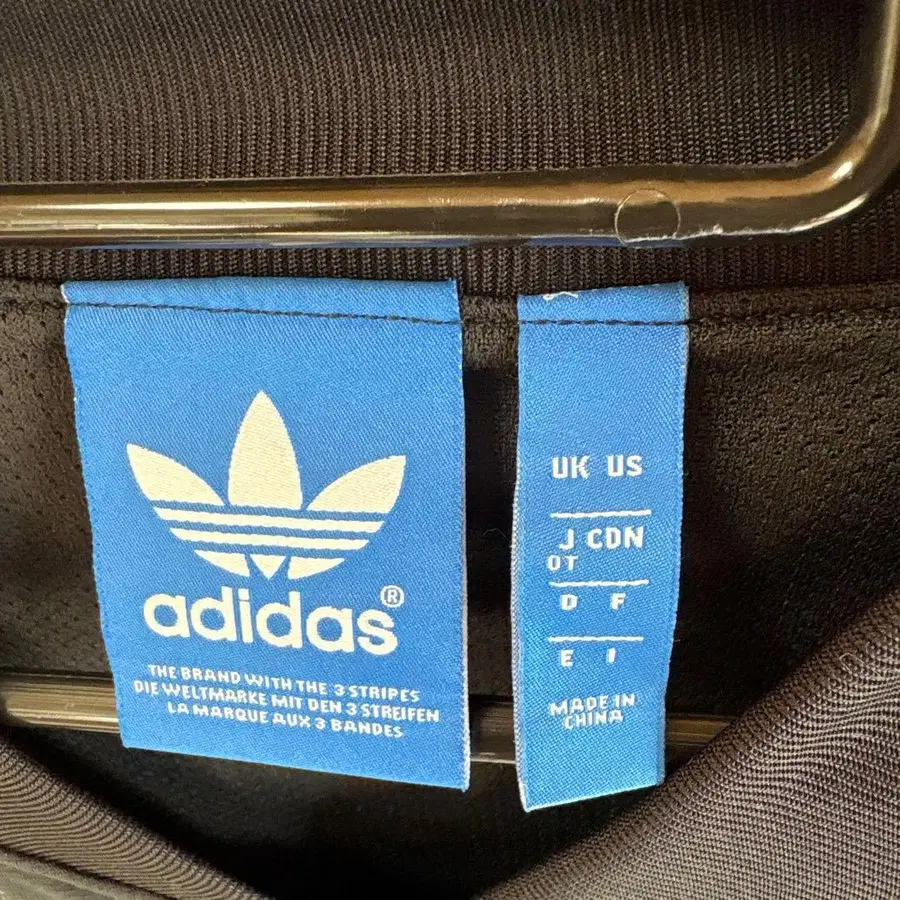 adidas®
THE BRAND WITH THE 3 STRIPES
DIE WELTMARKE MIT DEN 3 STREIFEN
LA MARQUE AUX 3 BANDES
UK US
J CDN
OT
D F
E I
MADE IN
CHINA